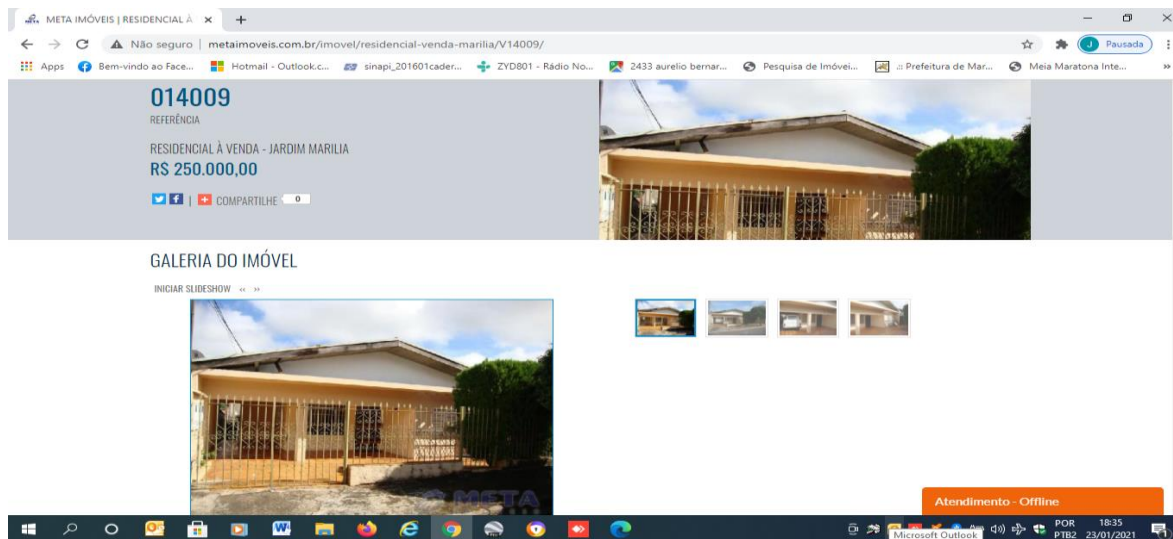 META IMÓVEIS | RESIDENCIAL À
Não seguro | metaimoveis.com.br/imovel/residencial-venda-marilia/V14009/
J Pausada
Apps Bem-vindo ao Face... Hotmail - Outlook.c... sinapi_201601cader... ZYD801 - Rádio No... 2433 aurelio bernar... Pesquisa de Imóvei... .:: Prefeitura de Mar... Meia Maratona Inte...
014009
REFERÊNCIA
RESIDENCIAL À VENDA - JARDIM MARILIA
R$ 250.000,00
| COMPARTILHE 0
GALERIA DO IMÓVEL
INICIAR SLIDESHOW ‹‹ ››
META
Atendimento - Offline
Microsoft Outlook
POR 18:35
PTB2 23/01/2021